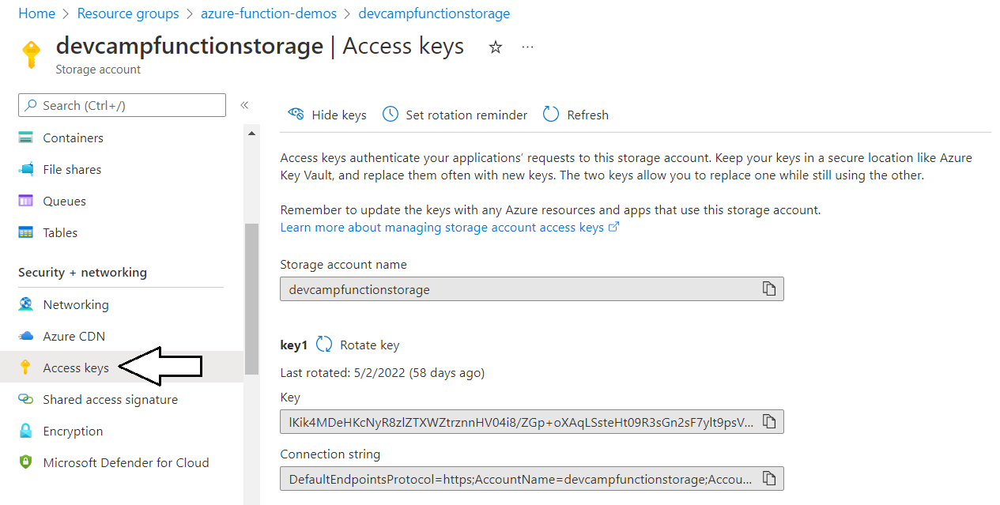 Home > Resource groups > azure-function-demos > devcampfunctionstorage
devcampfunctionstorage | Access keys ☆ ···
Storage account
Search (Ctrl+/) «
Containers
File shares
Queues
Tables
Security + networking
Networking
Azure CDN
Access keys
Shared access signature
Encryption
Microsoft Defender for Cloud
Hide keys Set rotation reminder Refresh
Access keys authenticate your applications’ requests to this storage account. Keep your keys in a secure location like Azure
Key Vault, and replace them often with new keys. The two keys allow you to replace one while still using the other.
Remember to update the keys with any Azure resources and apps that use this storage account.
Learn more about managing storage account access keys
Storage account name
devcampfunctionstorage
key1 Rotate key
Last rotated: 5/2/2022 (58 days ago)
Key
lKik4MDeHKcNyR8zlZTXWZtrznnHV04i8/ZGp+oXAqLSsteHt09R3sGn2sF7ylt9psV...
Connection string
DefaultEndpointsProtocol=https;AccountName=devcampfunctionstorage;Accou...